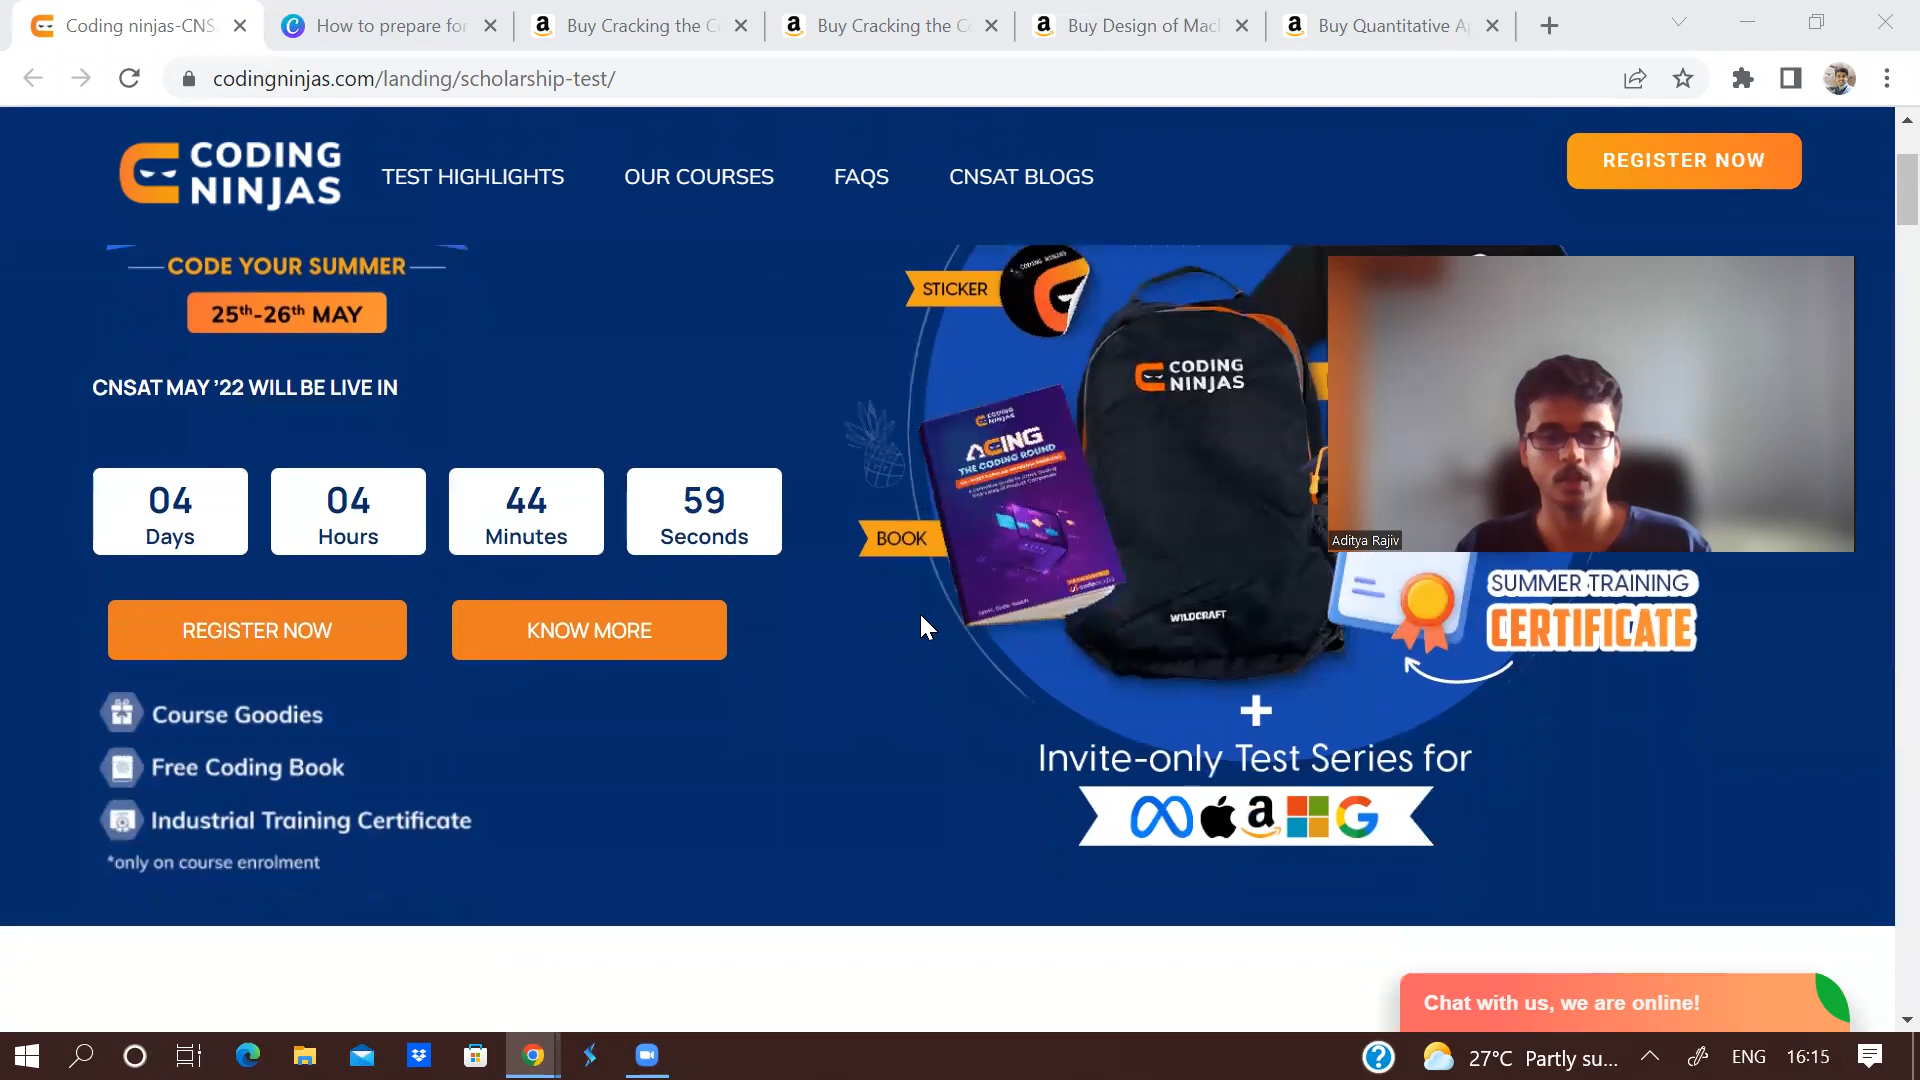 Coding ninjas-CNS
How to prepare for
Buy Cracking the C
Buy Cracking the C
Buy Design of Mac
Buy Quantitative A
codingninjas.com/landing/scholarship-test/
CODING
NINJAS
TEST HIGHLIGHTS
OUR COURSES
FAQS
CNSAT BLOGS
REGISTER NOW
CODE YOUR SUMMER
25th-26th MAY
CNSAT MAY ’22 WILL BE LIVE IN
04
Days
04
Hours
44
Minutes
59
Seconds
REGISTER NOW
KNOW MORE
Course Goodies
Free Coding Book
Industrial Training Certificate
*only on course enrolment
STICKER
CODING NINJAS
CODING
NINJAS
BOOK
CODING
NINJAS
ACING
THE CODING ROUND
WILDCRAFT
Aditya Rajiv
SUMMER TRAINING
CERTIFICATE
+
Invite-only Test Series for
Chat with us, we are online!
27°C Partly su...
ENG
16:15